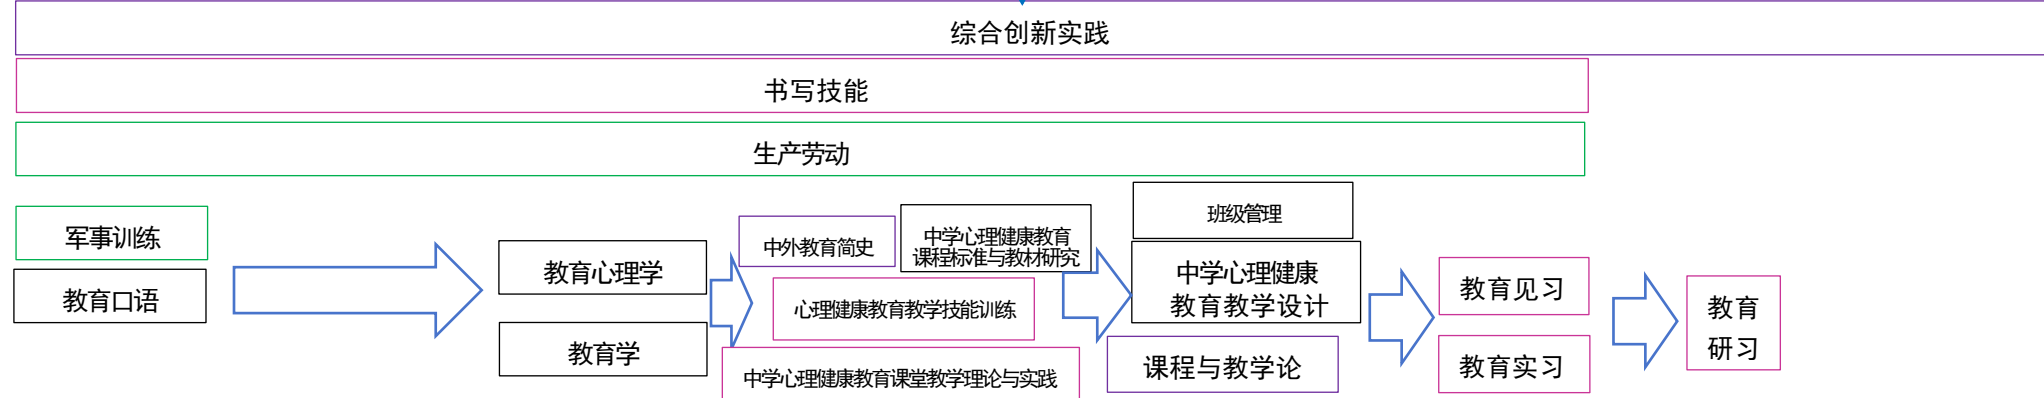 综合创新实践
书写技能
生产劳动
军事训练
教育口语
教育心理学
教育学
中外教育简史
中学心理健康教育
课程标准与教材研究
心理健康教育教学技能训练
中学心理健康教育课堂教学理论与实践
班级管理
中学心理健康
教育教学设计
课程与教学论
教育见习
教育实习
教育
研习